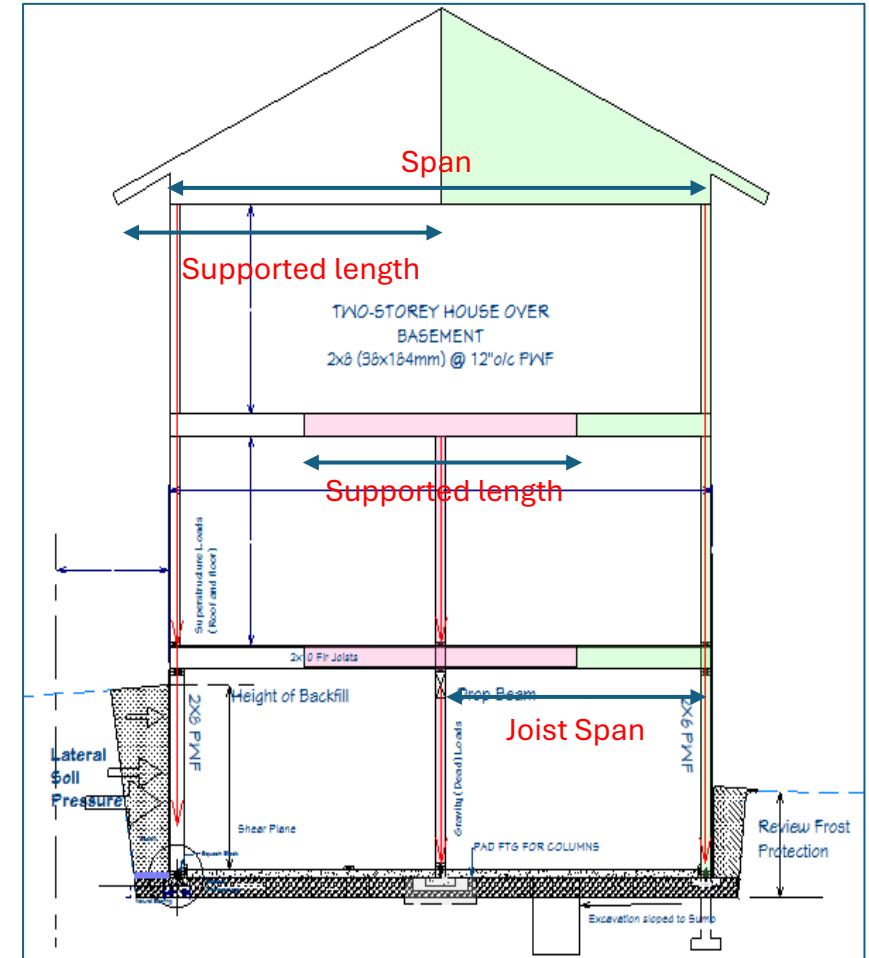 Span
Supported length
TWO-STOREY HOUSE OVER
BASEMENT
2x8 (38x184mm) @ 12"o/c PWF
Supported length
Superstructure Loads
(Roof and floor)
2x10 Fir Joists
Height of Backfill
Drop Beam
2X8 PWF
Joist Span
2X6 PWF
Lateral
Soil
Pressure
Gravity (Dead) Loads
Shear Plane
Review Frost
Protection
PAD FTG FOR COLUMNS
Squash Block
Excavation sloped to Sump